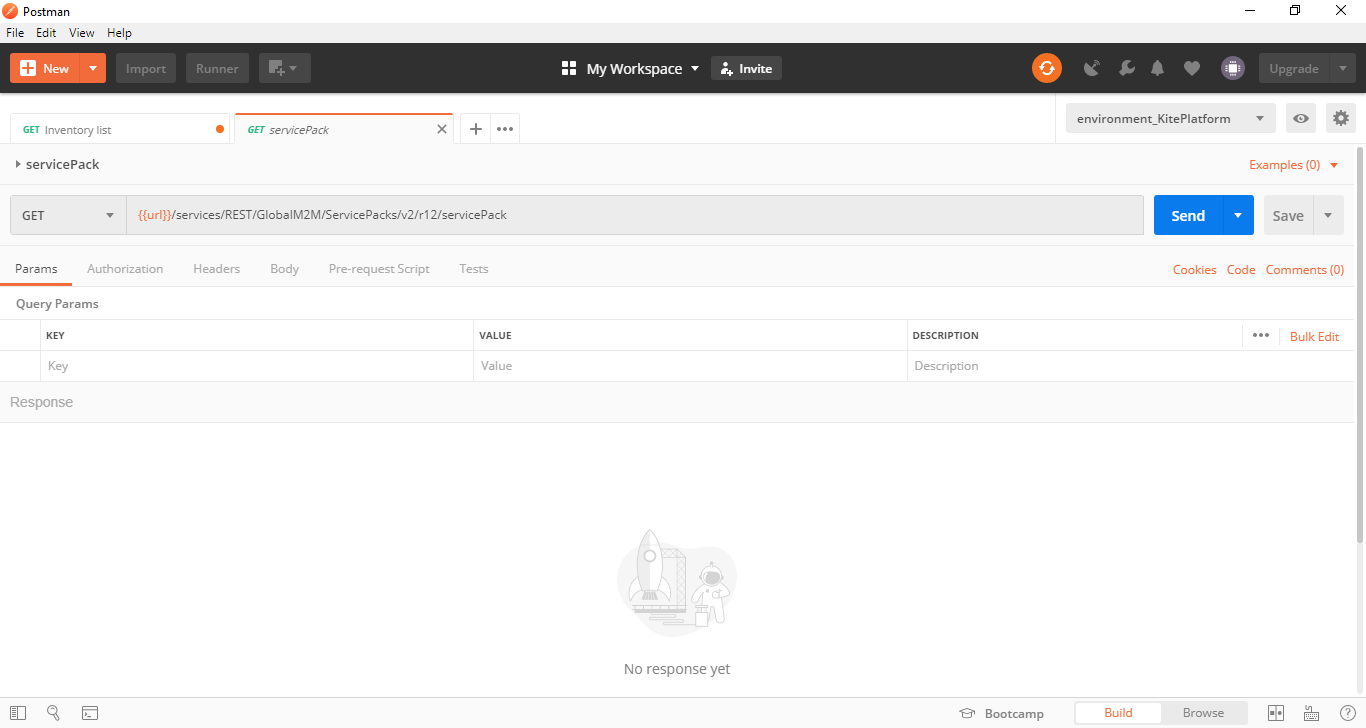 Postman
File Edit View Help
New Import Runner My Workspace Invite Upgrade
GET Inventory list GET servicePack environment_KitePlatform
servicePack Examples (0)
GET {{url}}/services/REST/GlobalM2M/ServicePacks/v2/r12/servicePack Send Save
Params Authorization Headers Body Pre-request Script Tests Cookies Code Comments (0)
Query Params
KEY VALUE DESCRIPTION Bulk Edit
Key Value Description
Response
No response yet
Bootcamp Build Browse